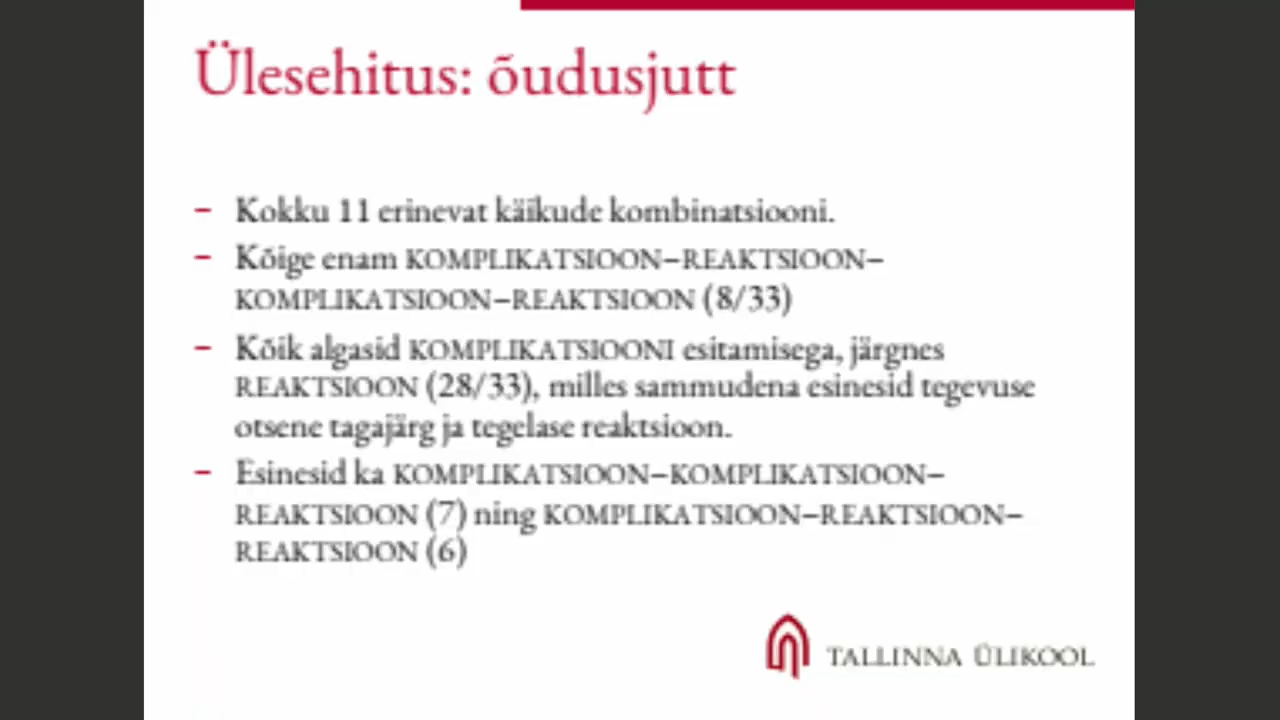 Ülesehitus: õudusjutt
– Kokku 11 erinevat käikude kombinatsiooni.
– Kõige enam KOMPLIKATSIOON–REAKTSIOON–
KOMPLIKATSIOON–REAKTSIOON (8/33)
– Kõik algasid KOMPLIKATSIOONI esitamisega, järgnes
REAKTSIOON (28/33), milles sammudena esinesid tegevuse
otsene tagajärg ja tegelase reaktsioon.
– Esinesid ka KOMPLIKATSIOON–KOMPLIKATSIOON–
REAKTSIOON (7) ning KOMPLIKATSIOON–REAKTSIOON–
REAKTSIOON (6)
TALLINNA ÜLIKOOL